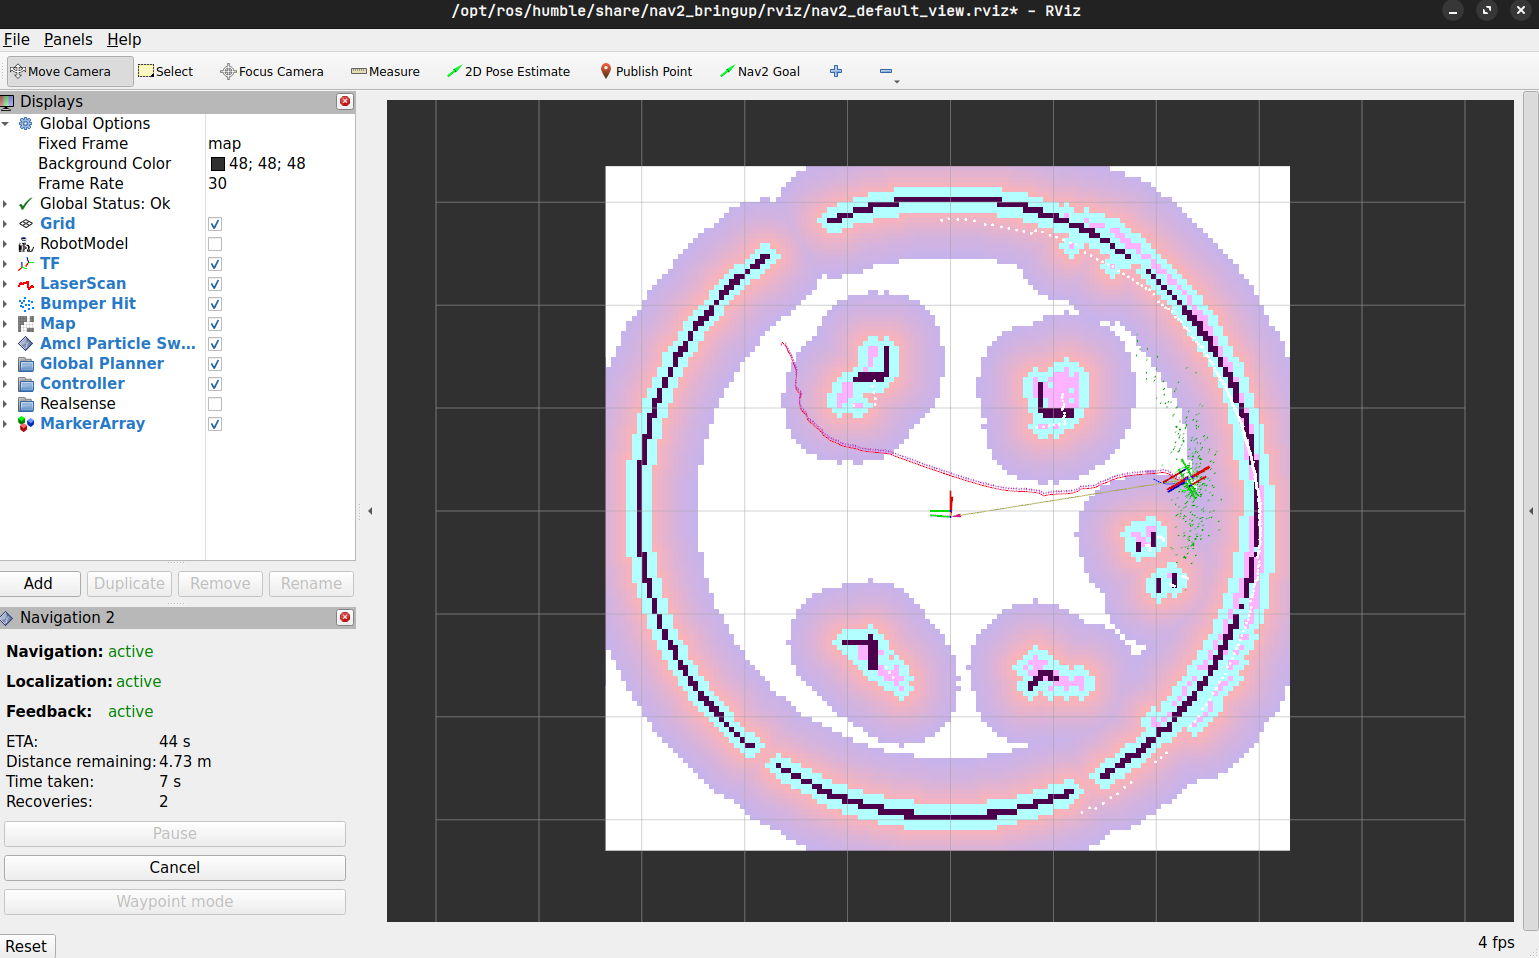 /opt/ros/humble/share/nav2_bringup/rviz/nav2_default_view.rviz* - RViz
File Panels Help
Move Camera Select Focus Camera Measure 2D Pose Estimate Publish Point Nav2 Goal
Displays
Global Options
Fixed Frame map
Background Color 48; 48; 48
Frame Rate 30
Global Status: Ok
Grid
RobotModel
TF
LaserScan
Bumper Hit
Map
Amcl Particle Sw...
Global Planner
Controller
Realsense
MarkerArray
Add Duplicate Remove Rename
Navigation 2
Navigation: active
Localization: active
Feedback: active
ETA: 44 s
Distance remaining: 4.73 m
Time taken: 7 s
Recoveries: 2
Pause
Cancel
Waypoint mode
Reset
4 fps